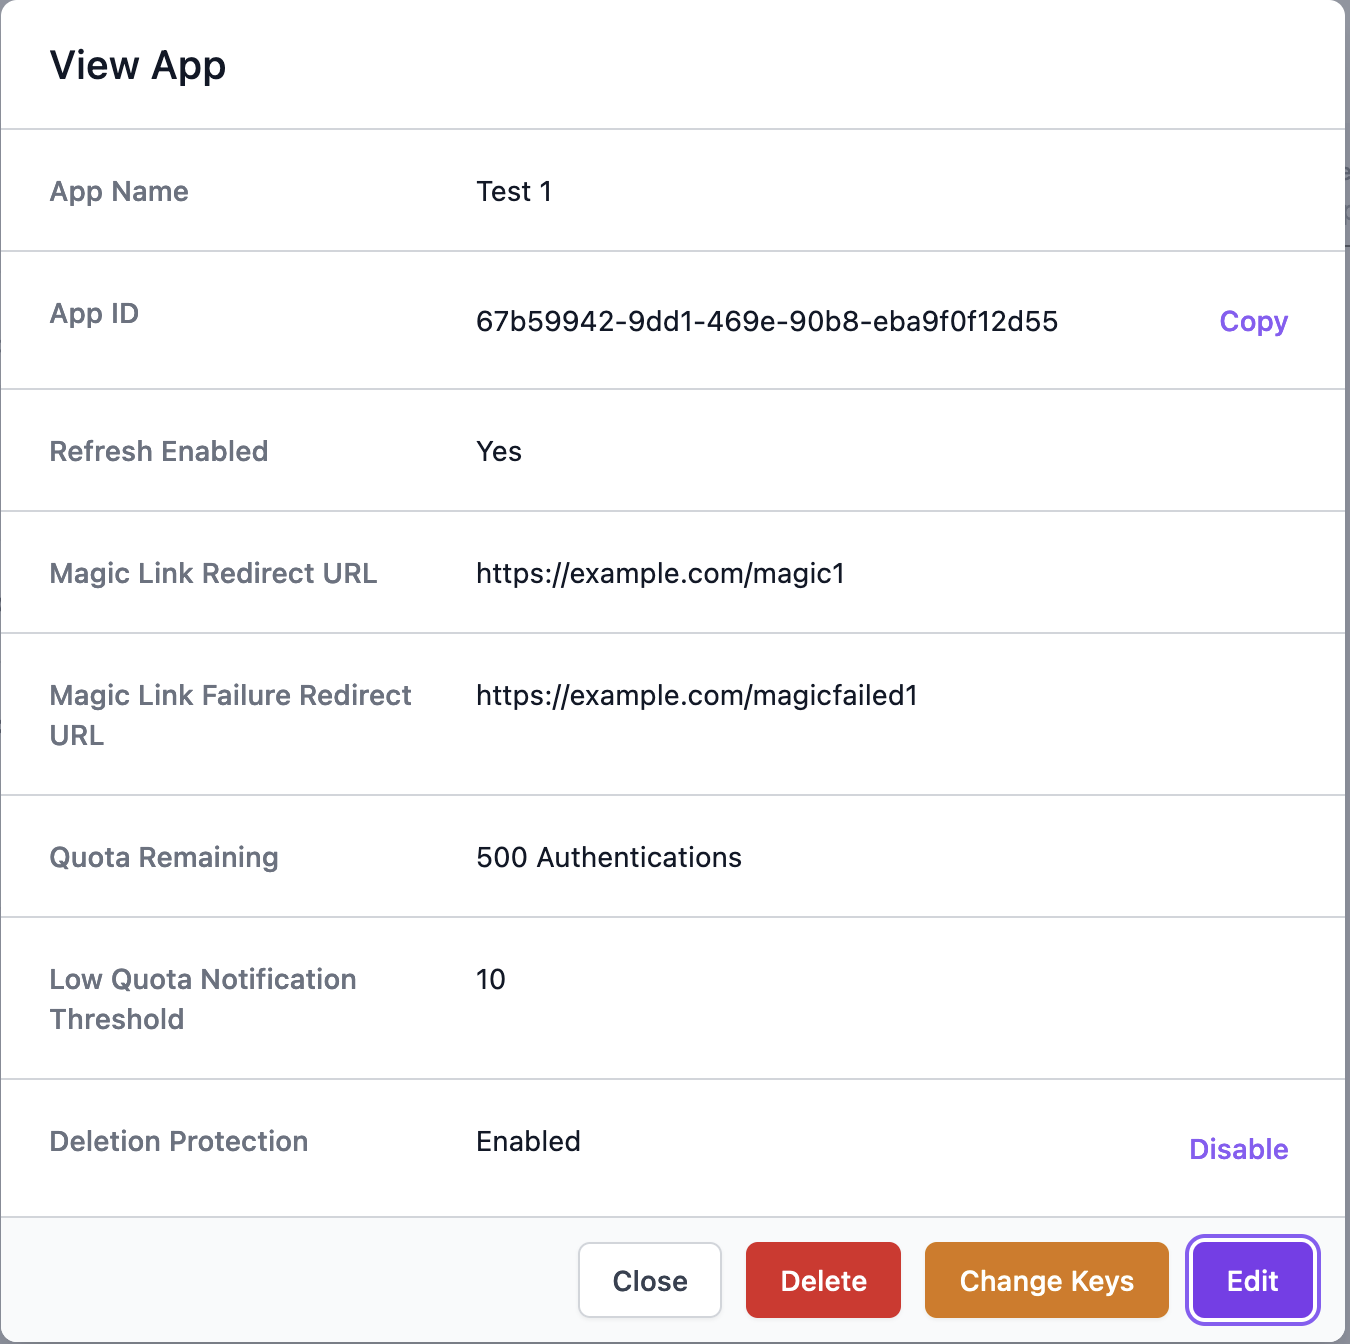 View App
App Name
Test 1
App ID
67b59942-9dd1-469e-90b8-eba9f0f12d55
Copy
Refresh Enabled
Yes
Magic Link Redirect URL
https://example.com/magic1
Magic Link Failure Redirect
URL
https://example.com/magicfailed1
Quota Remaining
500 Authentications
Low Quota Notification
Threshold
10
Deletion Protection
Enabled
Disable
Close
Delete
Change Keys
Edit